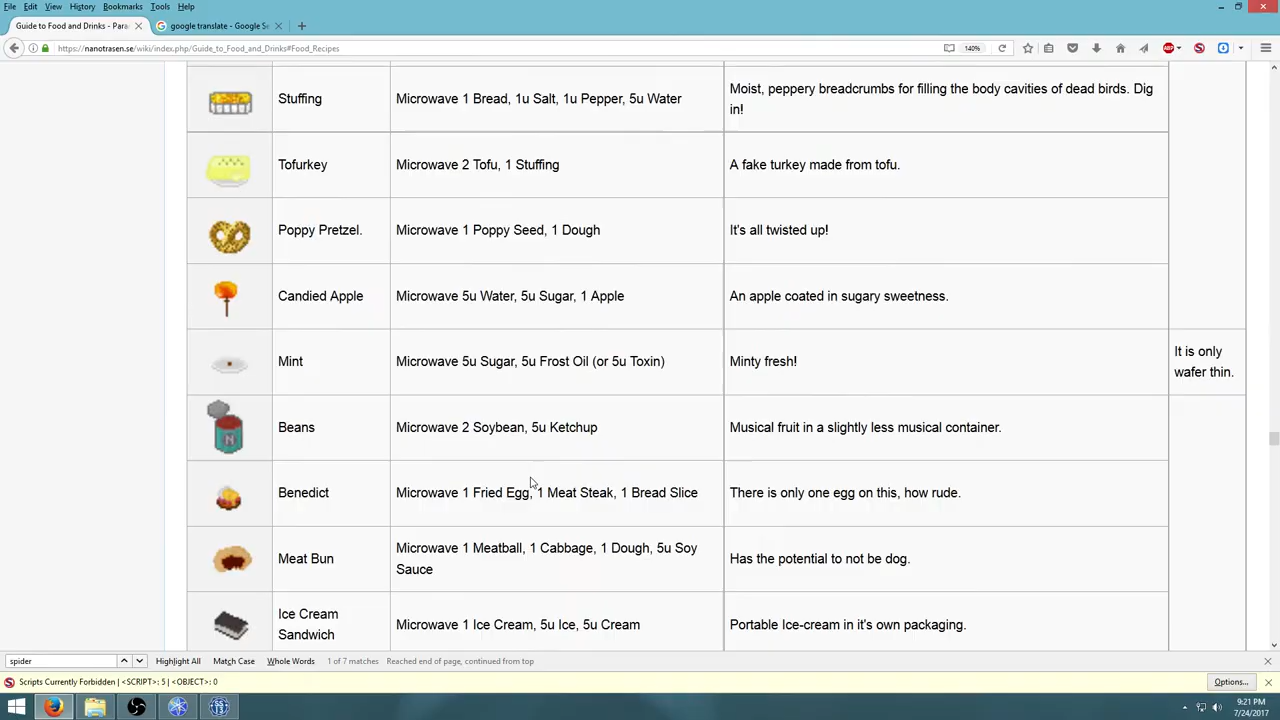 File Edit View History Bookmarks Tools Help
Guide to Food and Drinks - Para
google translate - Google Se
https://nanotrasen.se/wiki/index.php/Guide_to_Food_and_Drinks#Food_Recipes
140%
ABP
Stuffing
Microwave 1 Bread, 1u Salt, 1u Pepper, 5u Water
Moist, peppery breadcrumbs for filling the body cavities of dead birds. Dig
in!
Tofurkey
Microwave 2 Tofu, 1 Stuffing
A fake turkey made from tofu.
Poppy Pretzel.
Microwave 1 Poppy Seed, 1 Dough
It's all twisted up!
Candied Apple
Microwave 5u Water, 5u Sugar, 1 Apple
An apple coated in sugary sweetness.
Mint
Microwave 5u Sugar, 5u Frost Oil (or 5u Toxin)
Minty fresh!
It is only
wafer thin.
Beans
Microwave 2 Soybean, 5u Ketchup
Musical fruit in a slightly less musical container.
N
Benedict
Microwave 1 Fried Egg, 1 Meat Steak, 1 Bread Slice
There is only one egg on this, how rude.
Meat Bun
Microwave 1 Meatball, 1 Cabbage, 1 Dough, 5u Soy
Sauce
Has the potential to not be dog.
Ice Cream
Sandwich
Microwave 1 Ice Cream, 5u Ice, 5u Cream
Portable Ice-cream in it's own packaging.
spider
Highlight All Match Case Whole Words 1 of 7 matches Reached end of page, continued from top
Scripts Currently Forbidden | <SCRIPT>: 5 | <OBJECT>: 0
Options...
9:21 PM
7/24/2017